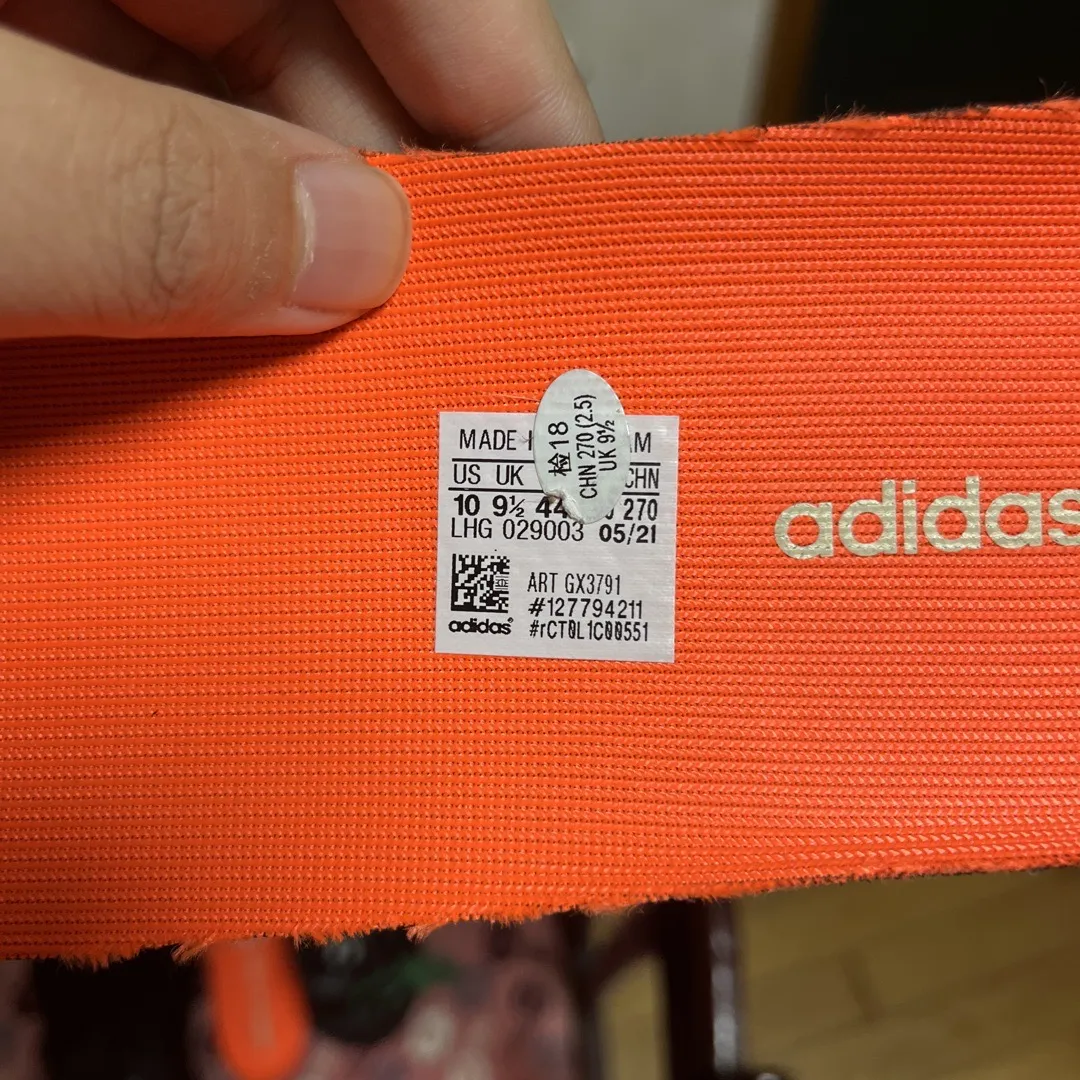 MADE I AM
US UK CHN
10 9½ 44 270
LHG 029003 05/21
ART GX3791
#127794211
#rCT0L1C00551
adidas®
检18
CHN 270 (2.5)
UK 9½
adidas